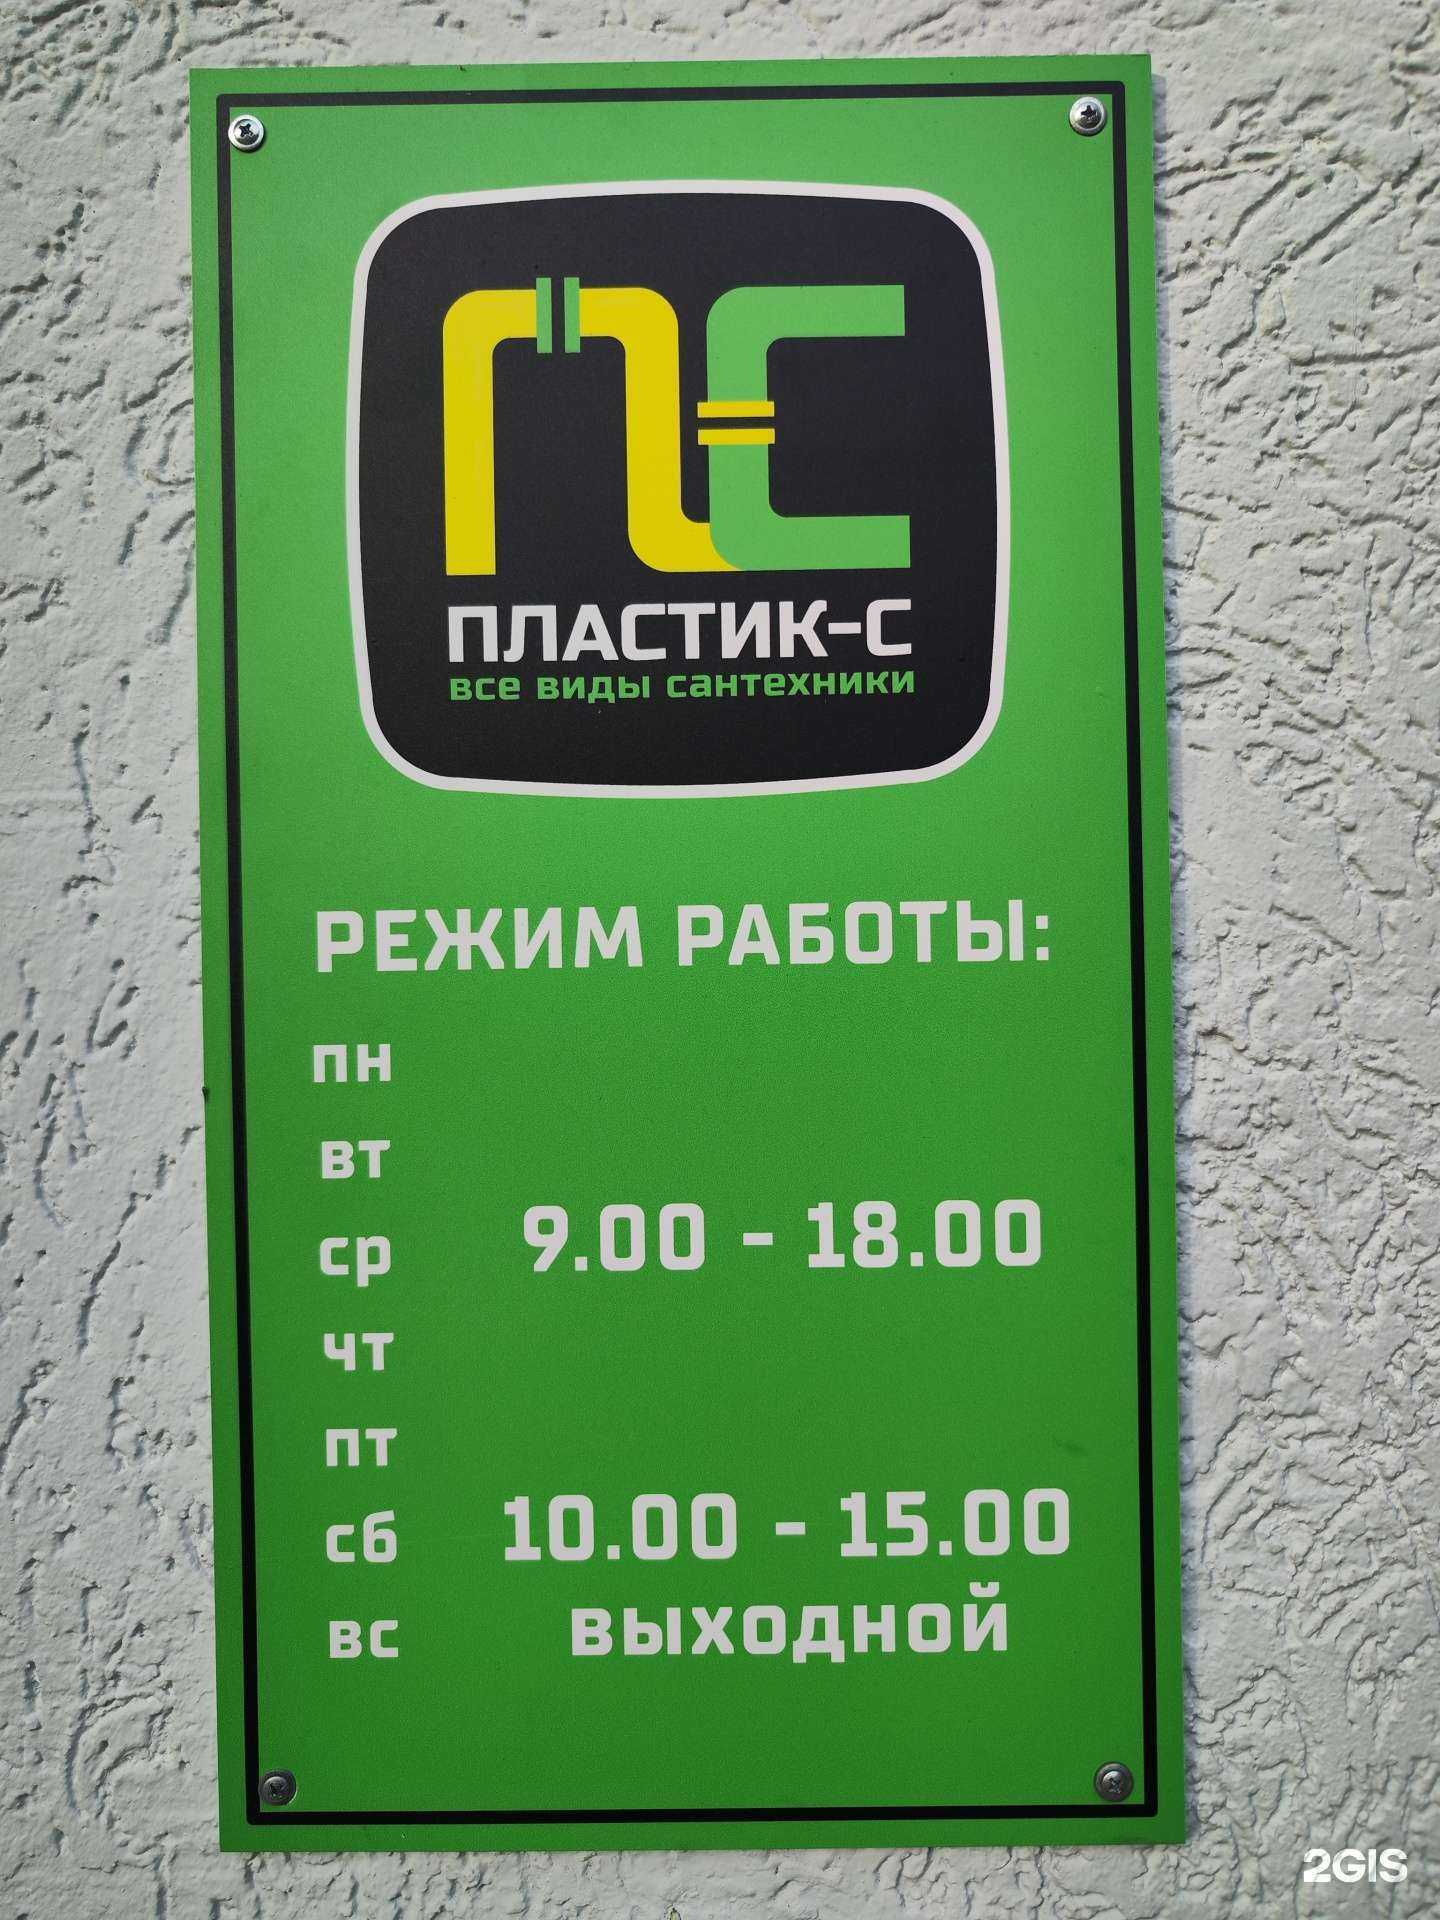 ПС
ПЛАСТИК-С
все виды сантехники
РЕЖИМ РАБОТЫ:
пн
вт
ср 9.00 - 18.00
чт
пт
сб 10.00 - 15.00
вс выходной
2GIS